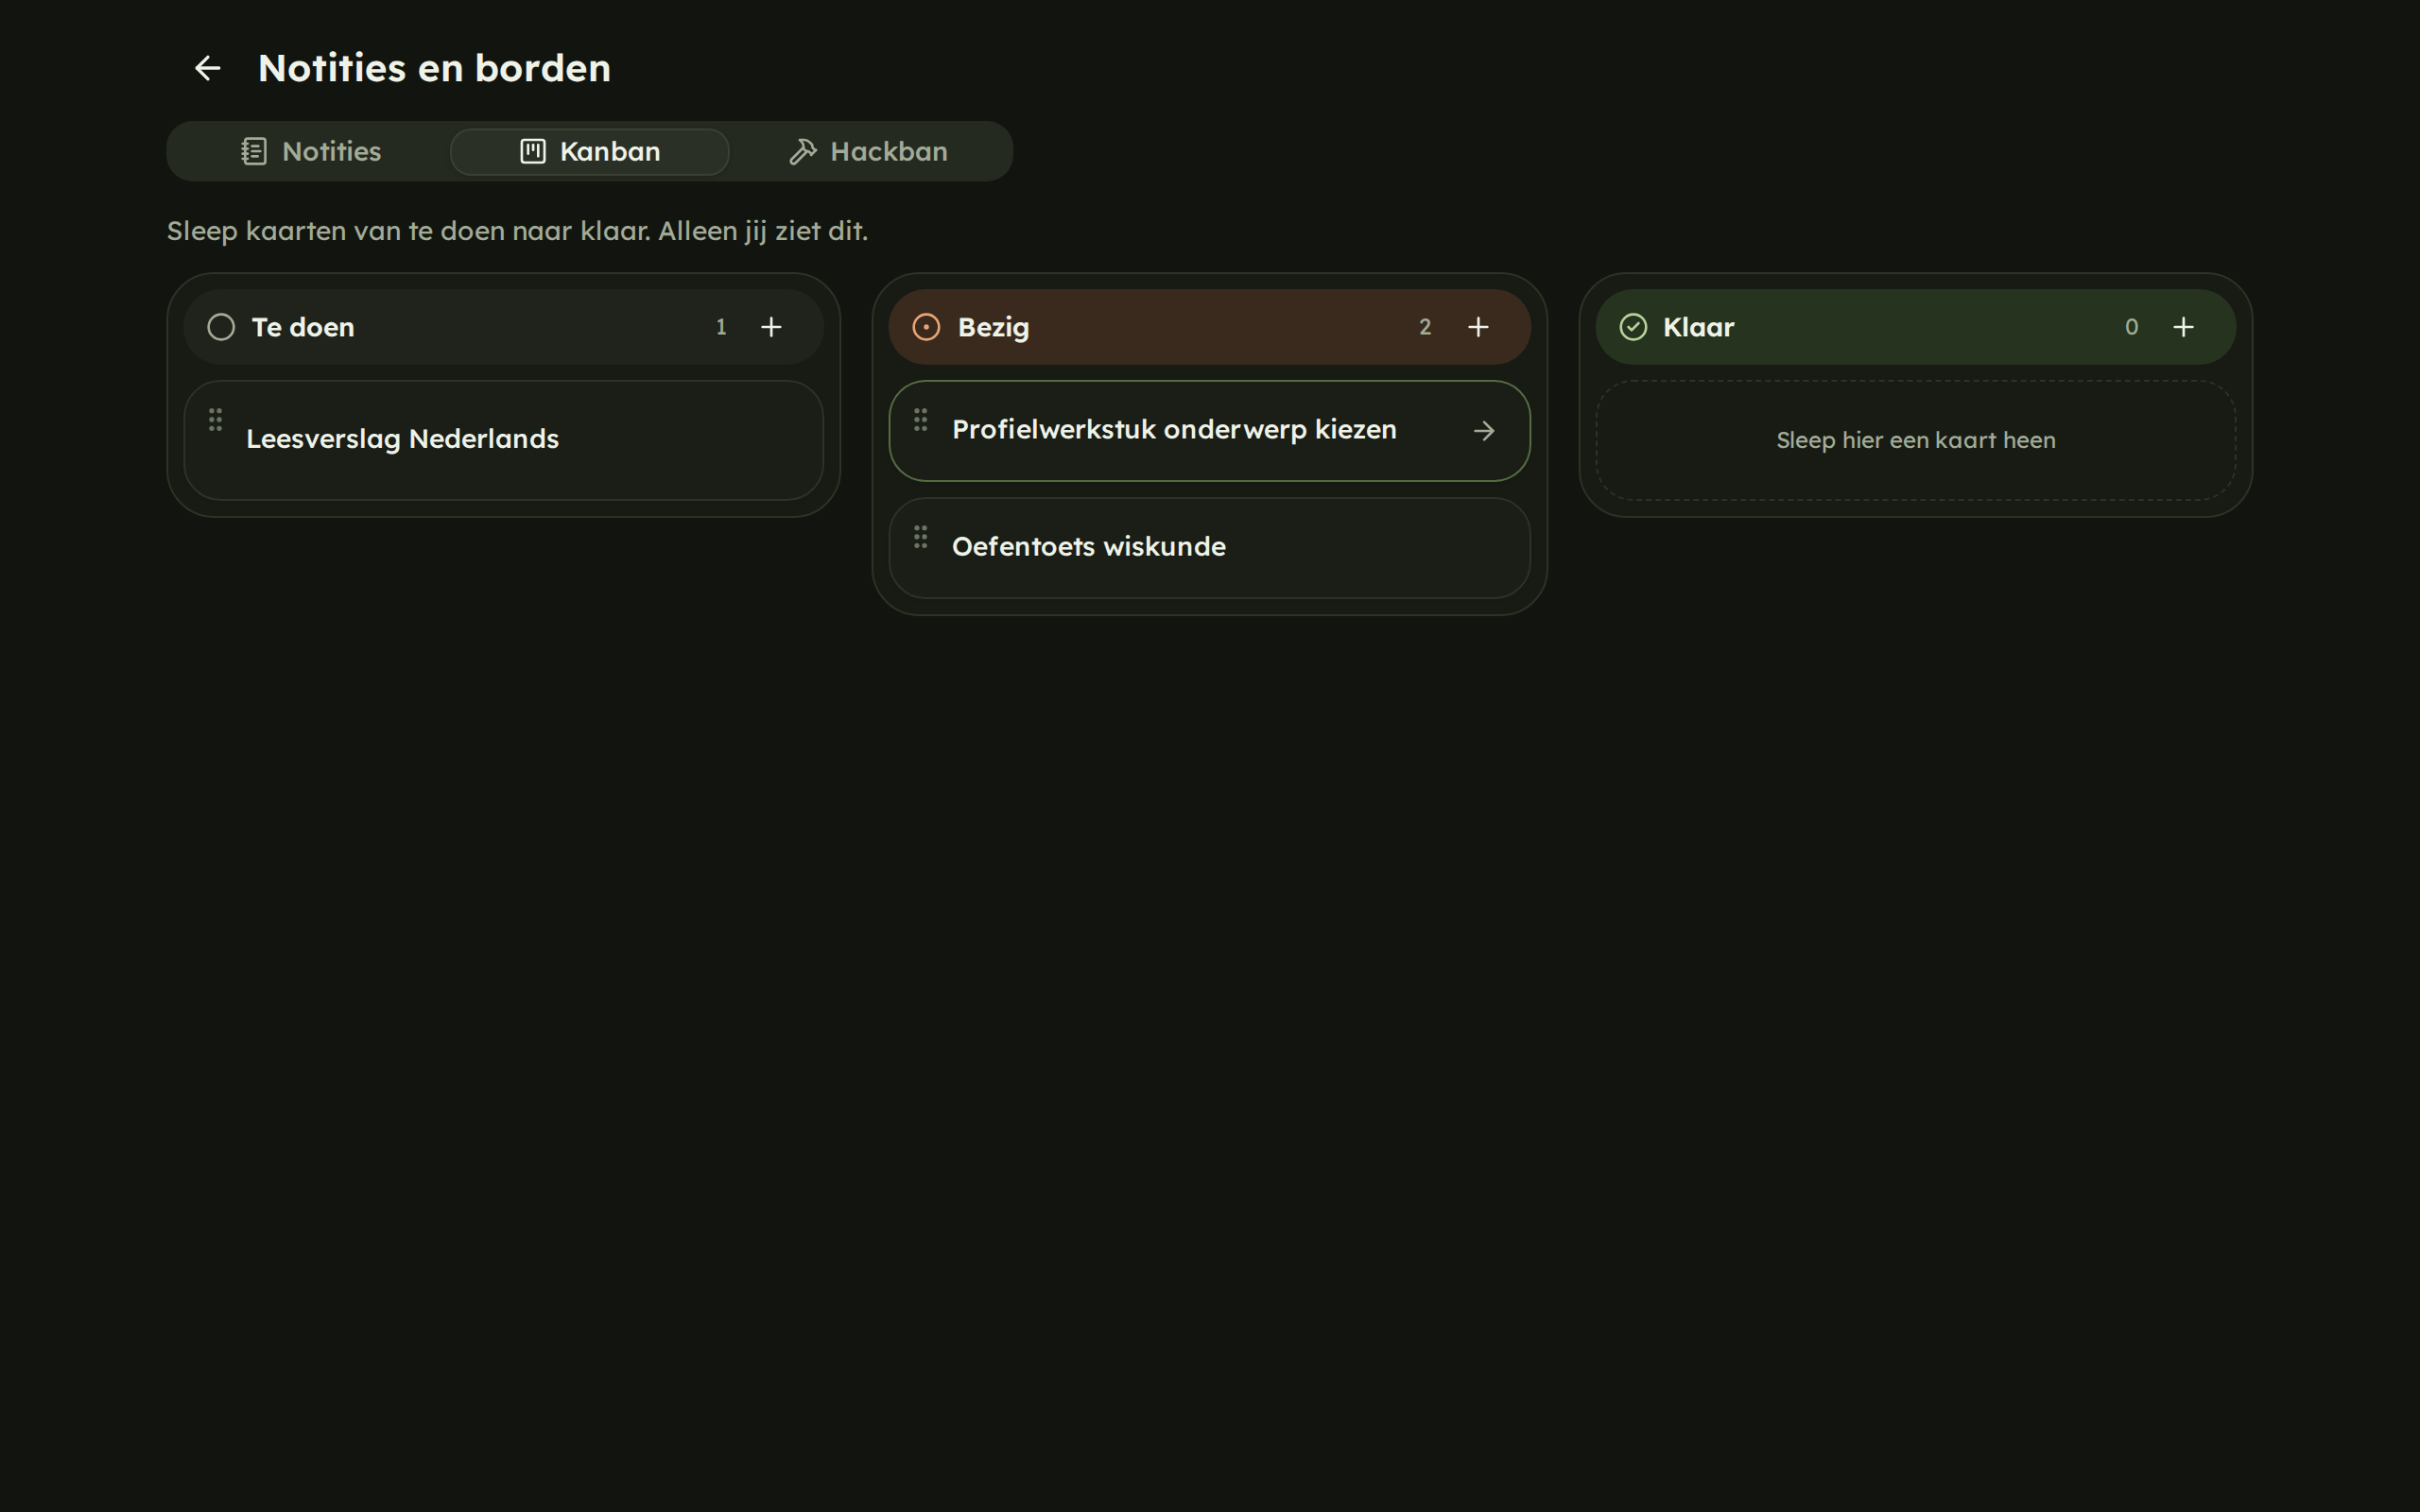 Notities en borden
Notities
Kanban
Hackban
Sleep kaarten van te doen naar klaar. Alleen jij ziet dit.
Te doen 1
Leesverslag Nederlands
Bezig 2
Profielwerkstuk onderwerp kiezen
Oefentoets wiskunde
Klaar 0
Sleep hier een kaart heen